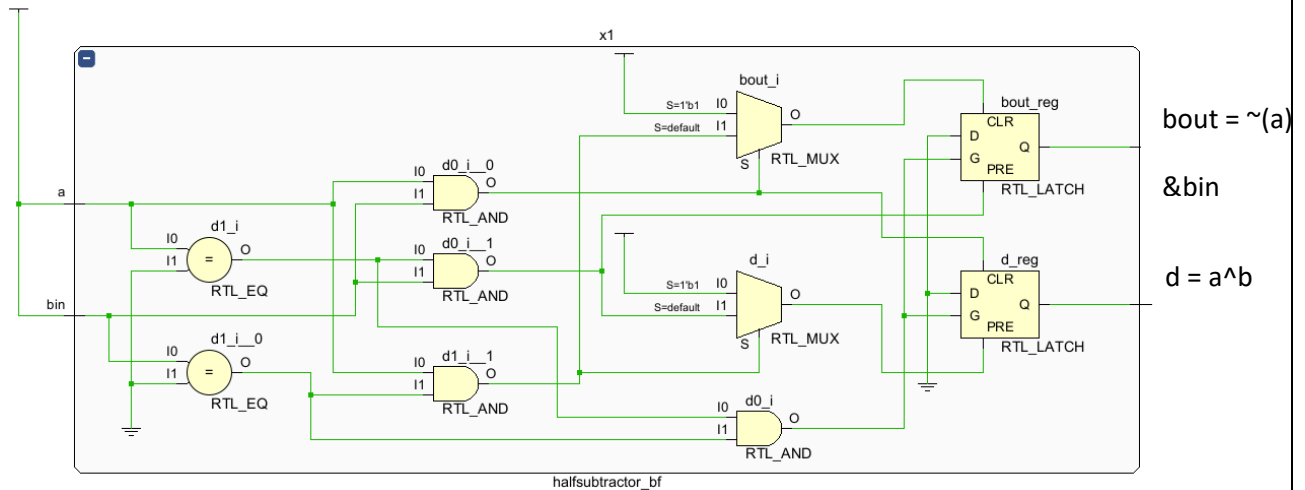 x1
−
bout_i
S=1'b1
I0
S=default
I1
O
S
RTL_MUX
bout_reg
CLR
D
G
Q
PRE
RTL_LATCH
bout = ~(a)
&bin
d0_i__0
I0
I1
O
RTL_AND
a
d1_i
I0
I1
=
O
RTL_EQ
d0_i__1
I0
I1
O
RTL_AND
d_i
S=1'b1
I0
S=default
I1
O
S
RTL_MUX
d_reg
CLR
D
G
Q
PRE
RTL_LATCH
d = a^b
bin
d1_i__0
I0
I1
=
O
RTL_EQ
d1_i__1
I0
I1
O
RTL_AND
d0_i
I0
I1
O
RTL_AND
halfsubtractor_bf